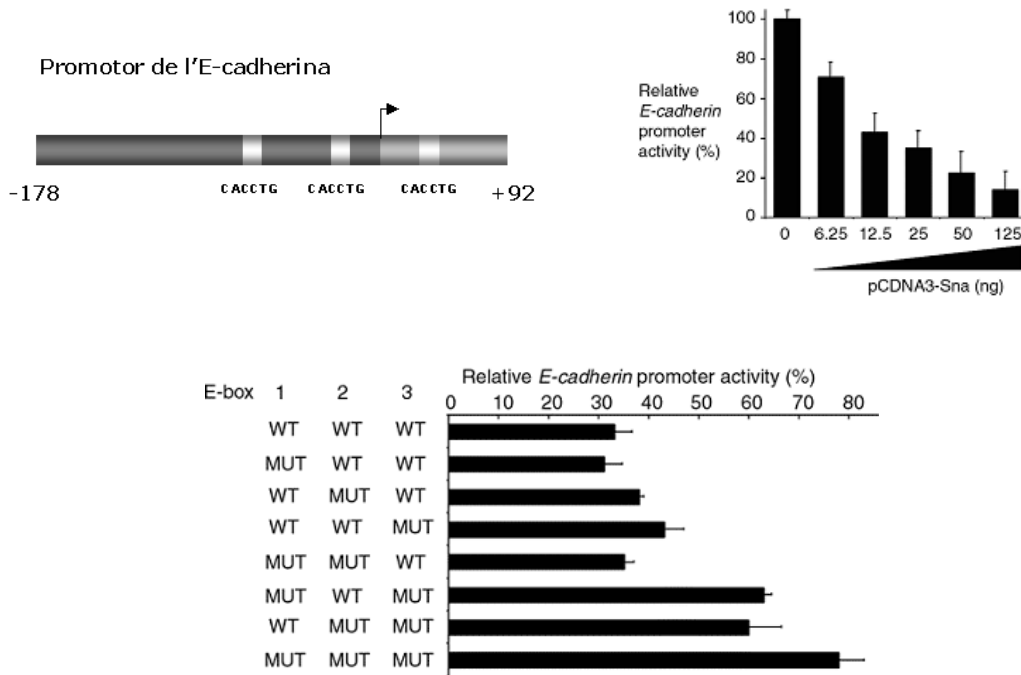 Promotor de l'E-cadherina
CACCTG CACCTG CACCTG
-178 +92
Relative
E-cadherin
promoter
activity (%)
100
80
60
40
20
0
0 6.25 12.5 25 50 125
pCDNA3-Sna (ng)
Relative E-cadherin promoter activity (%)
E-box 1 2 3
0 10 20 30 40 50 60 70 80
WT WT WT
MUT WT WT
WT MUT WT
WT WT MUT
MUT MUT WT
MUT WT MUT
WT MUT MUT
MUT MUT MUT